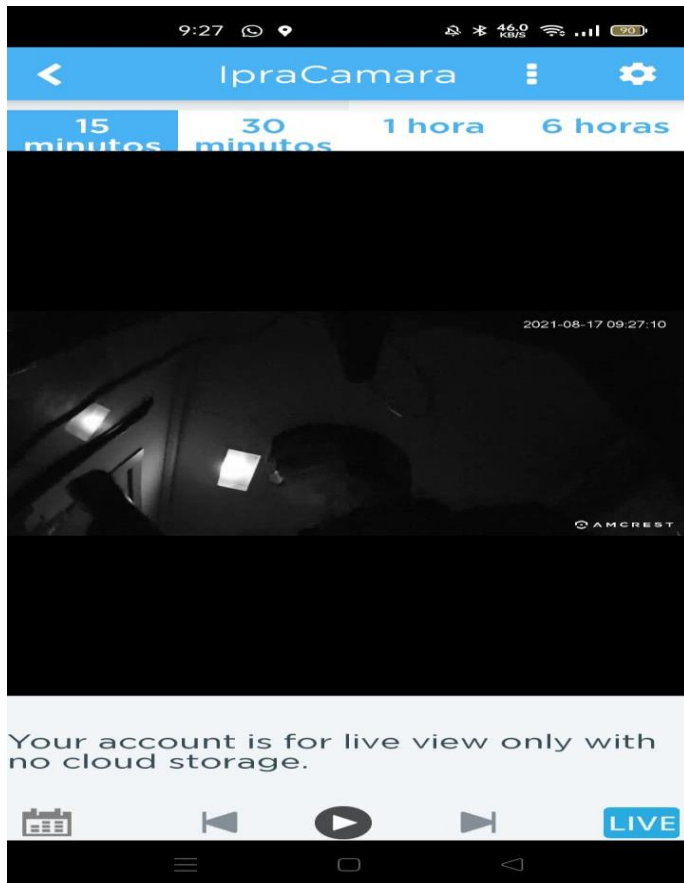 9:27 46.0 KB/S 90
IpraCamara
15 minutos 30 minutos 1 hora 6 horas
2021-08-17 09:27:10
AMCREST
Your account is for live view only with
no cloud storage.
LIVE